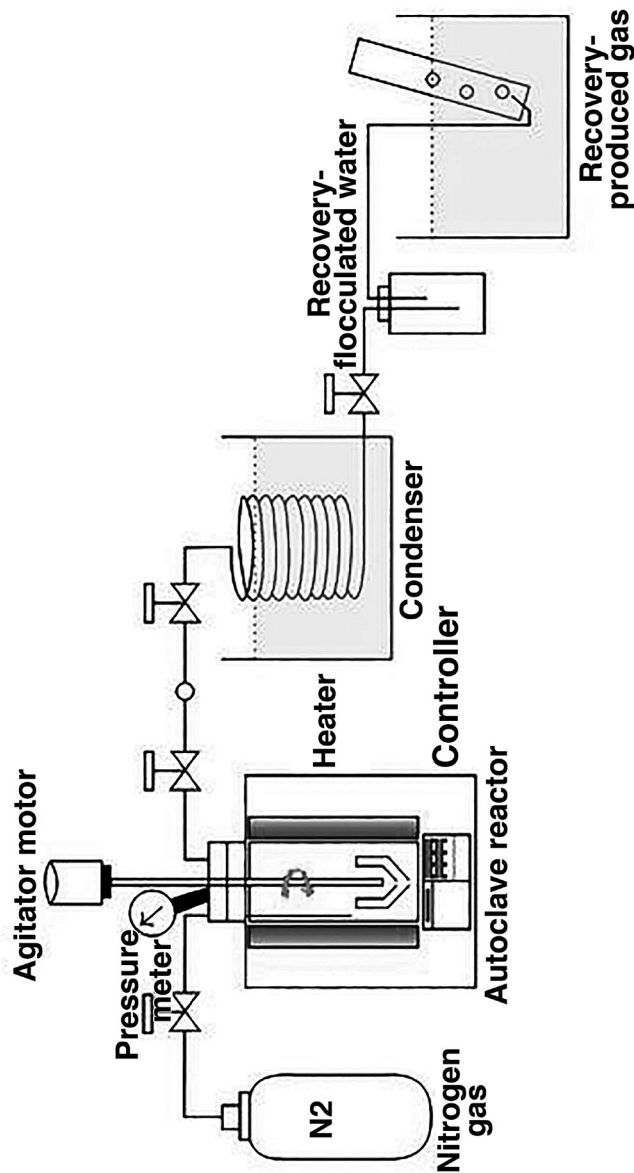 Agitator motor
Pressure
meter
N2
Nitrogen
gas
Heater
Controller
Autoclave reactor
Condenser
Recovery-
flocculated water
Recovery-
produced gas